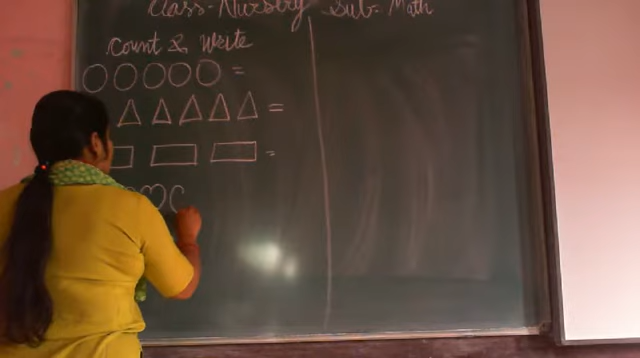 Class- Nursery Sub- Math
Count & Write
=
=
=